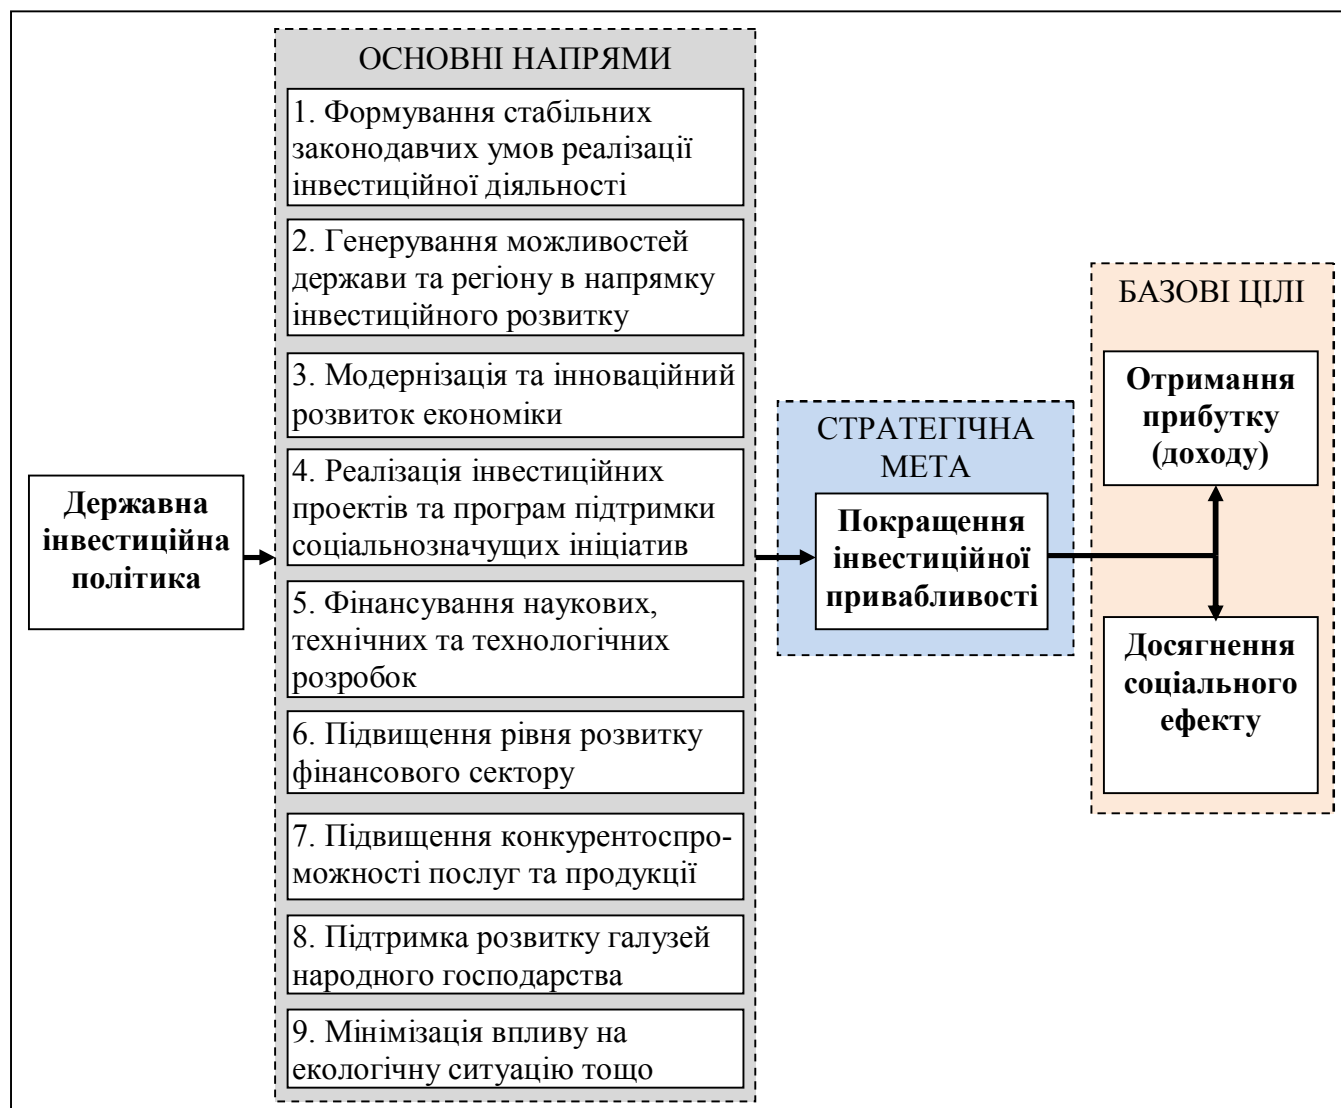 Державна
інвестиційна
політика
ОСНОВНІ НАПРЯМИ
1. Формування стабільних
законодавчих умов реалізації
інвестиційної діяльності
2. Генерування можливостей
держави та регіону в напрямку
інвестиційного розвитку
3. Модернізація та інноваційний
розвиток економіки
4. Реалізація інвестиційних
проектів та програм підтримки
соціальнозначущих ініціатив
5. Фінансування наукових,
технічних та технологічних
розробок
6. Підвищення рівня розвитку
фінансового сектору
7. Підвищення конкурентоспро-
можності послуг та продукції
8. Підтримка розвитку галузей
народного господарства
9. Мінімізація впливу на
екологічну ситуацію тощо
СТРАТЕГІЧНА
МЕТА
Покращення
інвестиційної
привабливості
БАЗОВІ ЦІЛІ
Отримання
прибутку
(доходу)
Досягнення
соціального
ефекту